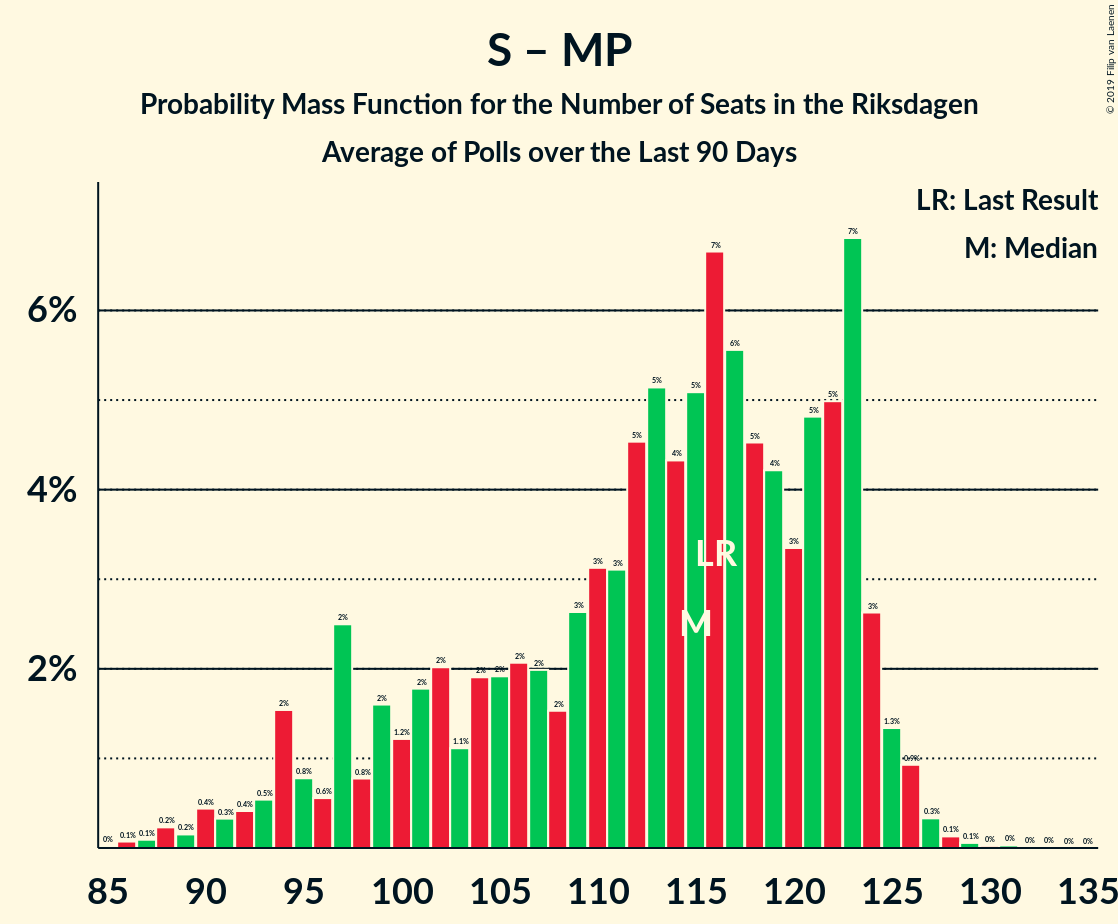 S – MP
Probability Mass Function for the Number of Seats in the Riksdagen
Average of Polls over the Last 90 Days
© 2019 Filip van Laenen
LR: Last Result
M: Median
6%
4%
2%
0% 0.1% 0.1% 0.2% 0.2% 0.4% 0.3% 0.4% 0.5% 2% 0.8% 0.6% 2% 0.8% 2% 1.2% 2% 2% 1.1% 2% 2% 2% 2% 2% 3% 3% 3% 5% 5% 4% 5% 7% 6% 5% 4% 3% 5% 5% 7% 3% 1.3% 0.9% 0.3% 0.1% 0.1% 0% 0% 0% 0% 0% 0%
LR
M
85 90 95 100 105 110 115 120 125 130 135